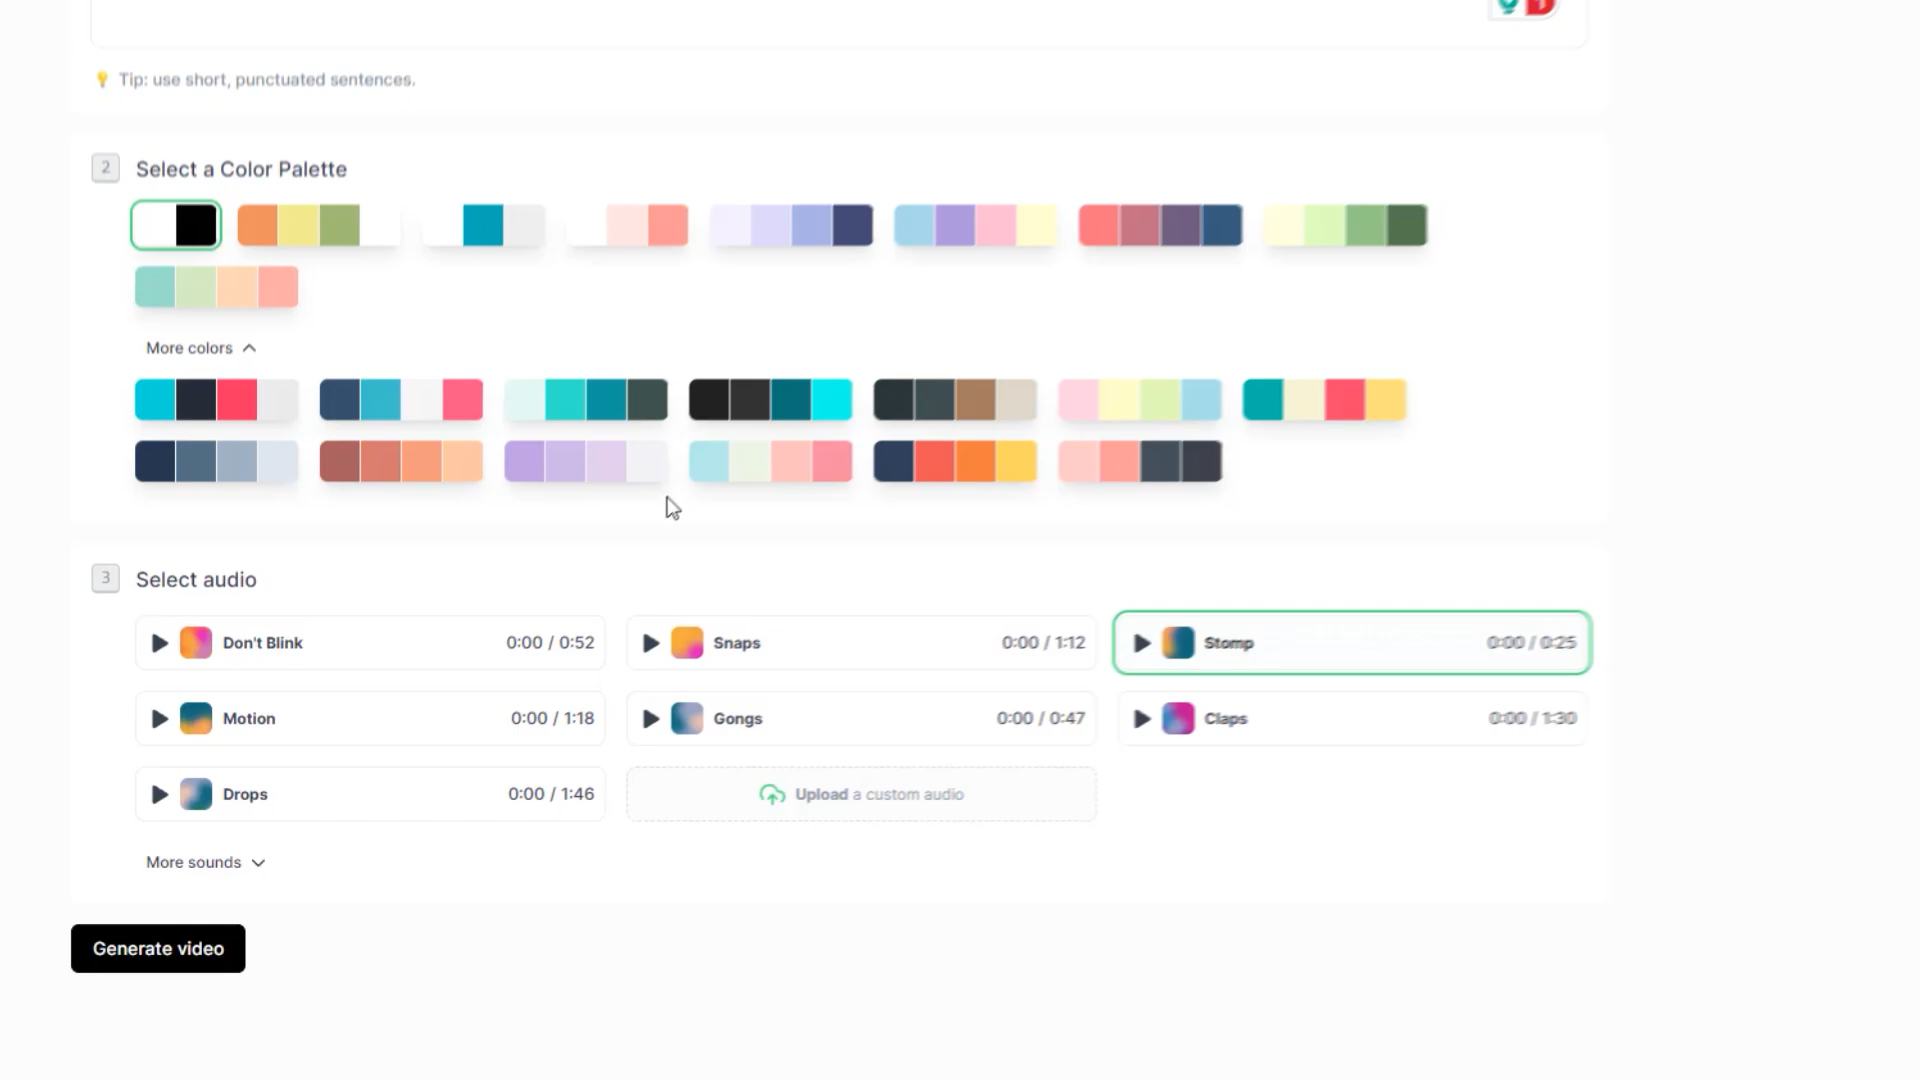 Tip: use short, punctuated sentences.
2 Select a Color Palette
More colors
3 Select audio
Don't Blink 0:00 / 0:52
Snaps 0:00 / 1:12
Stomp 0:00 / 0:25
Motion 0:00 / 1:18
Gongs 0:00 / 0:47
Claps 0:00 / 1:30
Drops 0:00 / 1:46
Upload a custom audio
More sounds
Generate video